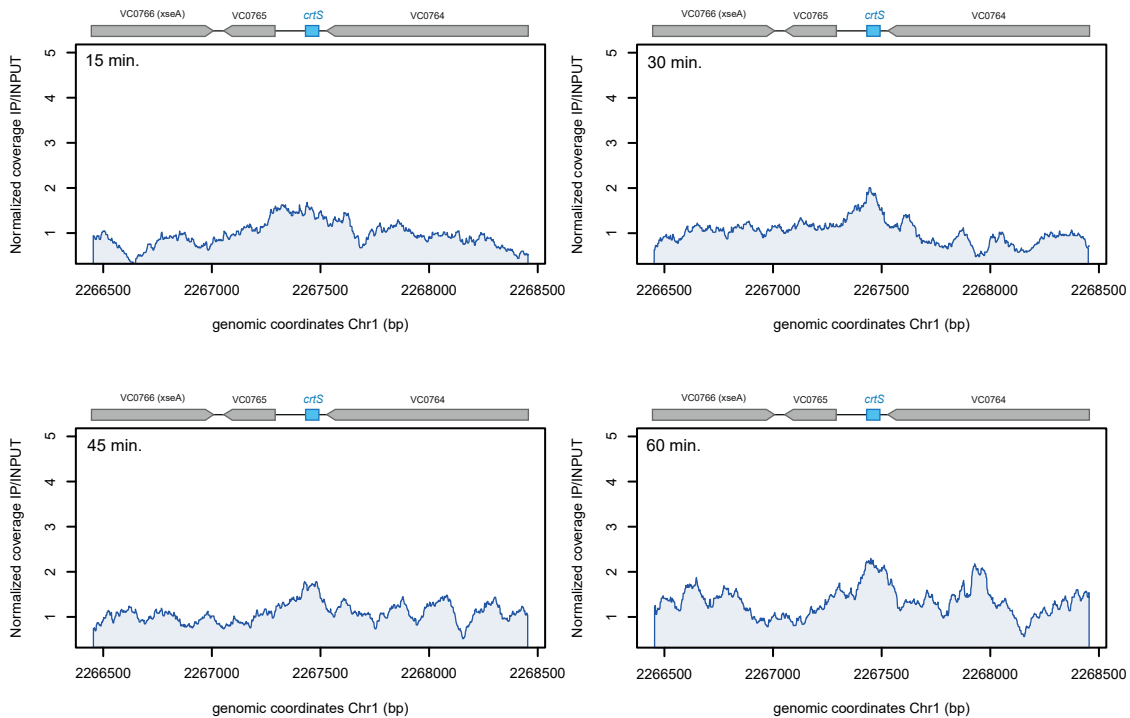 VC0766 (xseA) VC0765 crtS VC0764
15 min.
Normalized coverage IP/INPUT
5
4
3
2
1
2266500 2267000 2267500 2268000 2268500
genomic coordinates Chr1 (bp)
VC0766 (xseA) VC0765 crtS VC0764
30 min.
Normalized coverage IP/INPUT
5
4
3
2
1
2266500 2267000 2267500 2268000 2268500
genomic coordinates Chr1 (bp)
VC0766 (xseA) VC0765 crtS VC0764
45 min.
Normalized coverage IP/INPUT
5
4
3
2
1
2266500 2267000 2267500 2268000 2268500
genomic coordinates Chr1 (bp)
VC0766 (xseA) VC0765 crtS VC0764
60 min.
Normalized coverage IP/INPUT
5
4
3
2
1
2266500 2267000 2267500 2268000 2268500
genomic coordinates Chr1 (bp)